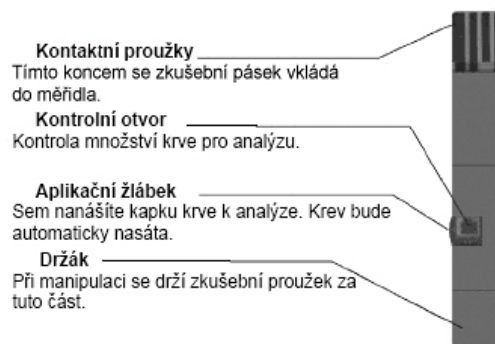 Kontaktní proužky
Tímto koncem se zkušební pásek vkládá
do měřidla.
Kontrolní otvor
Kontrola množství krve pro analýzu.
Aplikační žlábek
Sem nanášíte kapku krve k analýze. Krev bude
automaticky nasáta.
Držák
Při manipulaci se drží zkušební proužek za
tuto část.